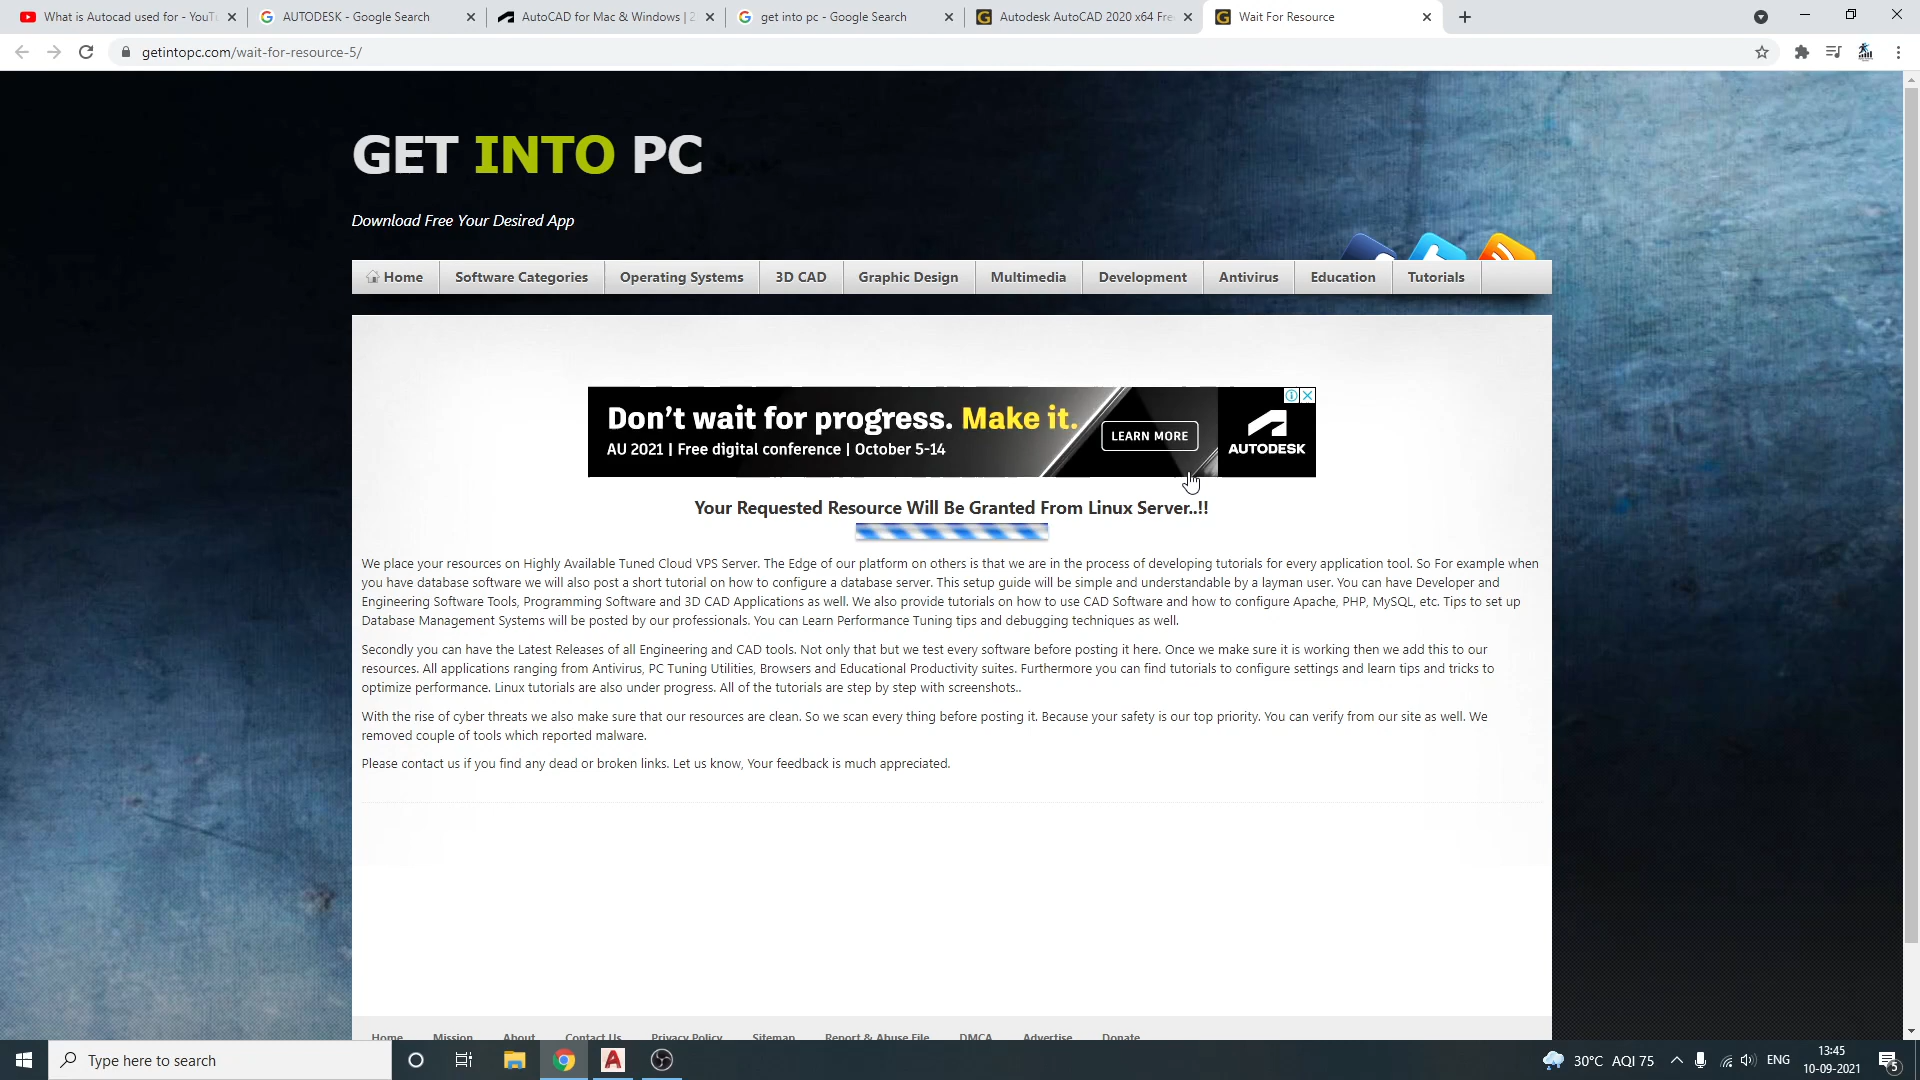 What is Autocad used for - YouT
AUTODESK - Google Search
AutoCAD for Mac & Windows | 2
get into pc - Google Search
Autodesk AutoCAD 2020 x64 Fre
Wait For Resource
getintopc.com/wait-for-resource-5/
GET INTO PC
Download Free Your Desired App
Home
Software Categories
Operating Systems
3D CAD
Graphic Design
Multimedia
Development
Antivirus
Education
Tutorials
Don't wait for progress. Make it.
AU 2021 | Free digital conference | October 5-14
LEARN MORE
AUTODESK
Your Requested Resource Will Be Granted From Linux Server..!!
We place your resources on Highly Available Tuned Cloud VPS Server. The Edge of our platform on others is that we are in the process of developing tutorials for every application tool. So For example when
you have database software we will also post a short tutorial on how to configure a database server. This setup guide will be simple and understandable by a layman user. You can have Developer and
Engineering Software Tools, Programming Software and 3D CAD Applications as well. We also provide tutorials on how to use CAD Software and how to configure Apache, PHP, MySQL, etc. Tips to set up
Database Management Systems will be posted by our professionals. You can Learn Performance Tuning tips and debugging techniques as well.
Secondly you can have the Latest Releases of all Engineering and CAD tools. Not only that but we test every software before posting it here. Once we make sure it is working then we add this to our
resources. All applications ranging from Antivirus, PC Tuning Utilities, Browsers and Educational Productivity suites. Furthermore you can find tutorials to configure settings and learn tips and tricks to
optimize performance. Linux tutorials are also under progress. All of the tutorials are step by step with screenshots..
With the rise of cyber threats we also make sure that our resources are clean. So we scan every thing before posting it. Because your safety is our top priority. You can verify from our site as well. We
removed couple of tools which reported malware.
Please contact us if you find any dead or broken links. Let us know, Your feedback is much appreciated.
Home
Mission
About
Contact Us
Privacy Policy
Sitemap
Report & Abuse File
DMCA
Advertise
Donate
Type here to search
30°C AQI 75
ENG
13:45
10-09-2021
5